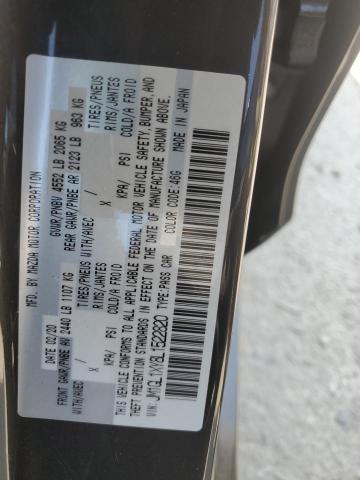 MFD. BY MAZDA MOTOR CORPORATION
DATE 02/20 GVWR/PNBV 4552 LB 2065 KG
FRONT GAWR/PNBE AV 2440 LB 1107 KG REAR GAWR/PNBE AR 2123 LB 963 KG
WITH/AVEC TIRES/PNEUS WITH/AVEC TIRES/PNEUS
X RIMS/JANTES X / RIMS/JANTES
KPA/ PSI COLD/A FROID KPA/ PSI COLD/A FROID
THIS VEHICLE CONFORMS TO ALL APPLICABLE FEDERAL MOTOR VEHICLE SAFETY, BUMPER, AND
THEFT PREVENTION STANDARDS IN EFFECT ON THE DATE OF MANUFACTURE SHOWN ABOVE.
VIN: JM1GL1XY8L1522820 TYPE: PASS CAR COLOR CODE: 46G MADE IN JAPAN